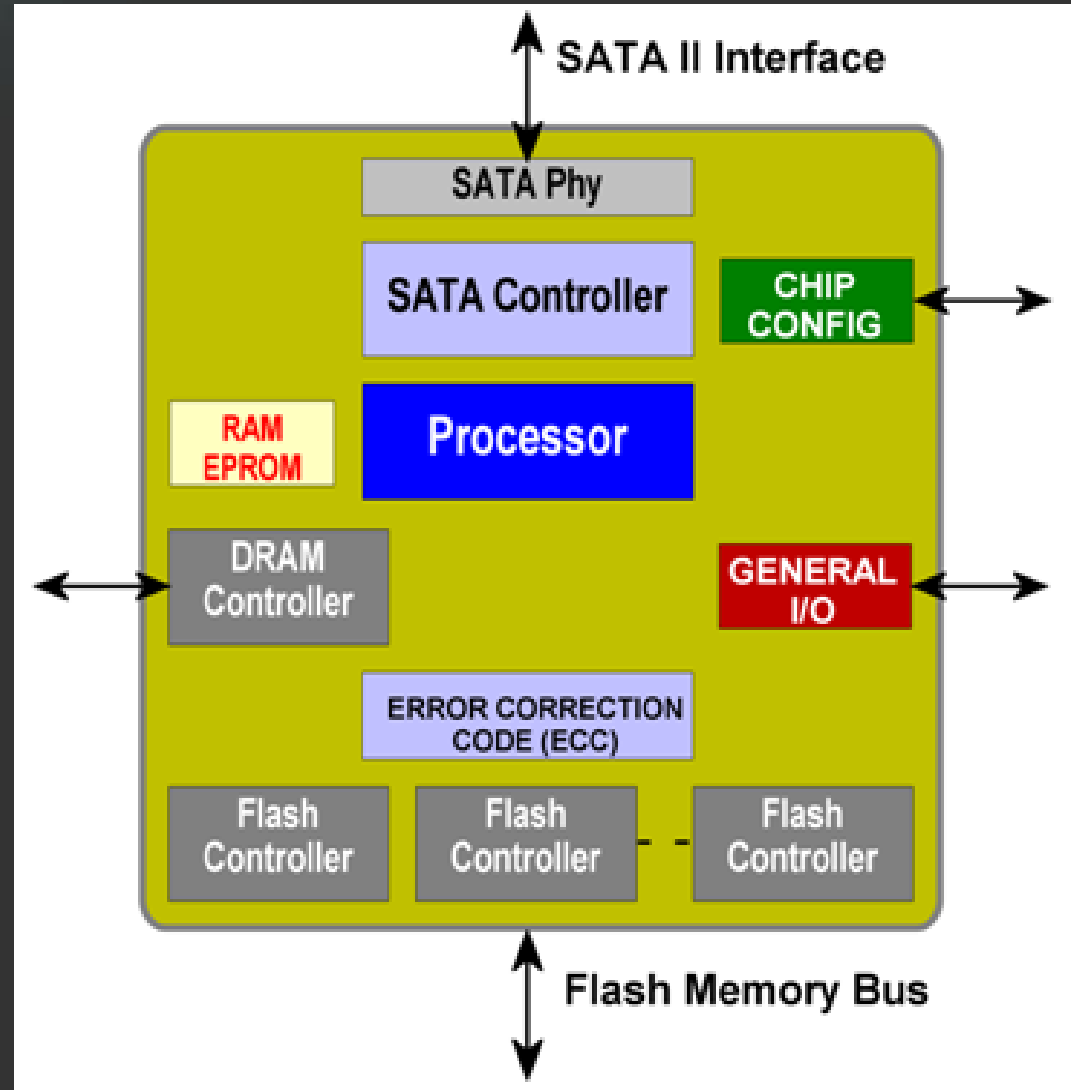 SATA II Interface
SATA Phy
SATA Controller
CHIP
CONFIG
RAM
EPROM
Processor
DRAM
Controller
GENERAL
I/O
ERROR CORRECTION
CODE (ECC)
Flash
Controller
Flash
Controller
Flash
Controller
Flash Memory Bus